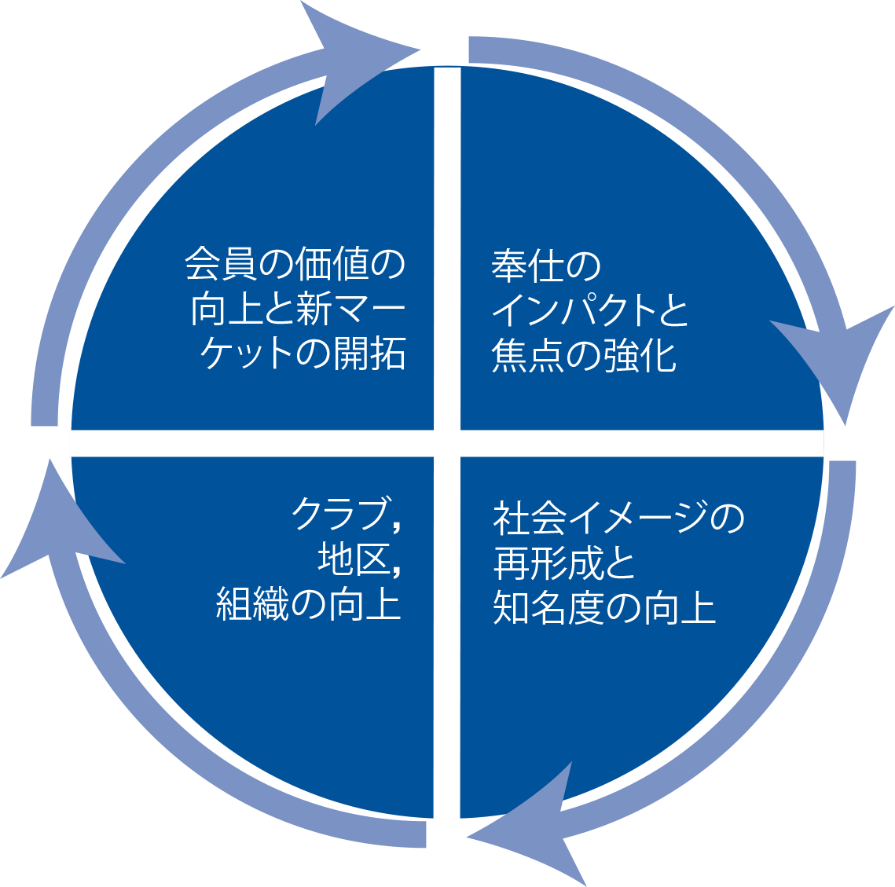 会員の価値の
向上と新マー
ケットの開拓
奉仕の
インパクトと
焦点の強化
クラブ,
地区,
組織の向上
社会イメージの
再形成と
知名度の向上